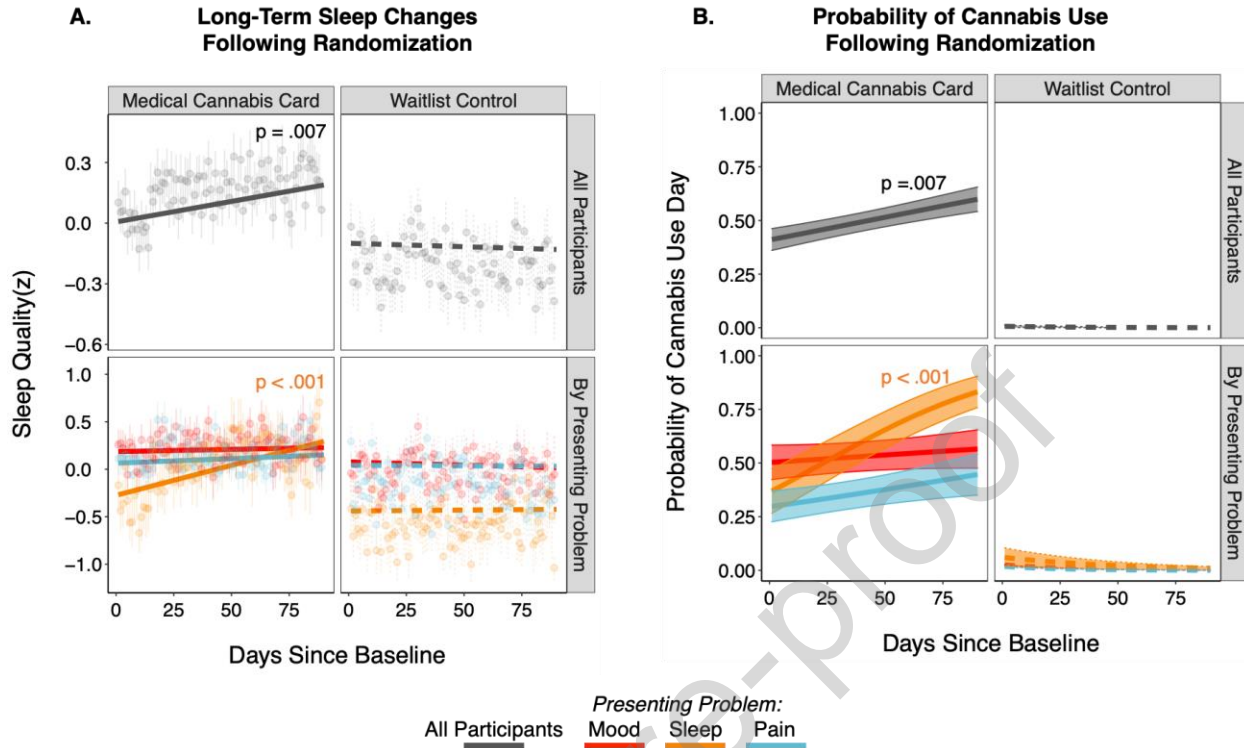 A.
Long-Term Sleep Changes
Following Randomization
Medical Cannabis Card
Waitlist Control
p = .007
0.3
0.0
−0.3
−0.6
All Participants
p < .001
1.0
0.5
0.0
−0.5
−1.0
By Presenting Problem
Sleep Quality(z)
0
25
50
75
0
25
50
75
Days Since Baseline
B.
Probability of Cannabis Use
Following Randomization
Medical Cannabis Card
Waitlist Control
1.00
0.75
0.50
0.25
0.00
p =.007
All Participants
1.00
0.75
0.50
0.25
0.00
p < .001
By Presenting Problem
Probability of Cannabis Use Day
0
25
50
75
0
25
50
75
Days Since Baseline
Presenting Problem:
All Participants
Mood
Sleep
Pain
re-proof